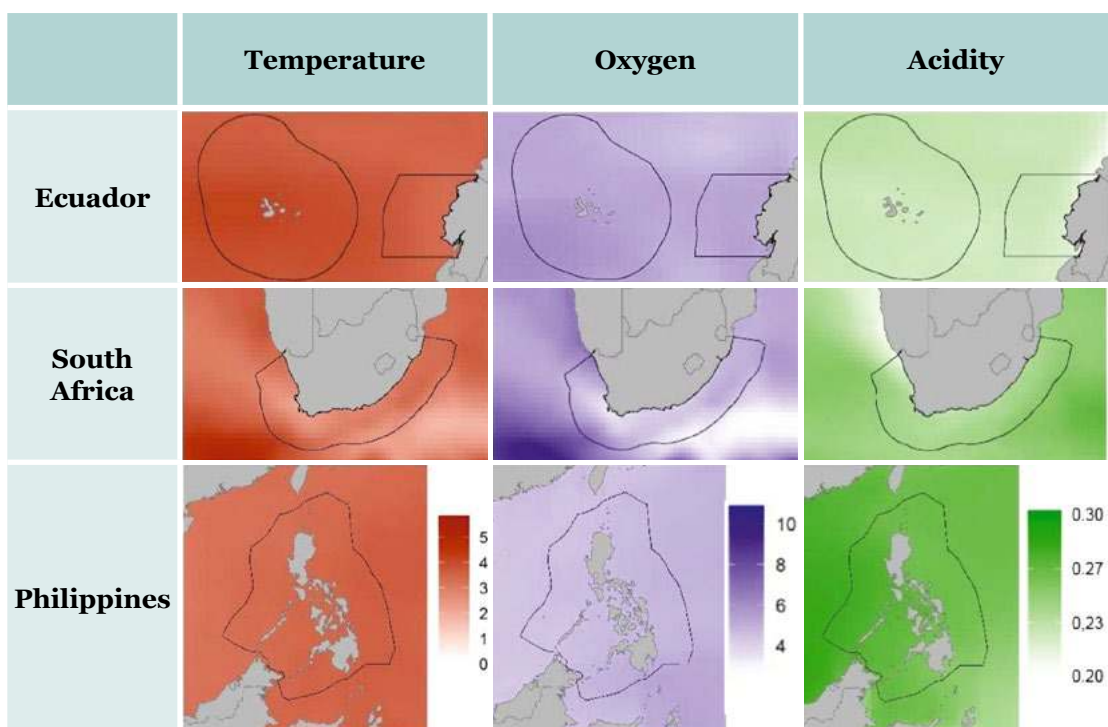 Temperature Oxygen Acidity
Ecuador
South
Africa
Philippines
5
4
3
2
1
0
10
8
6
4
0.30
0.27
0,23
0.20